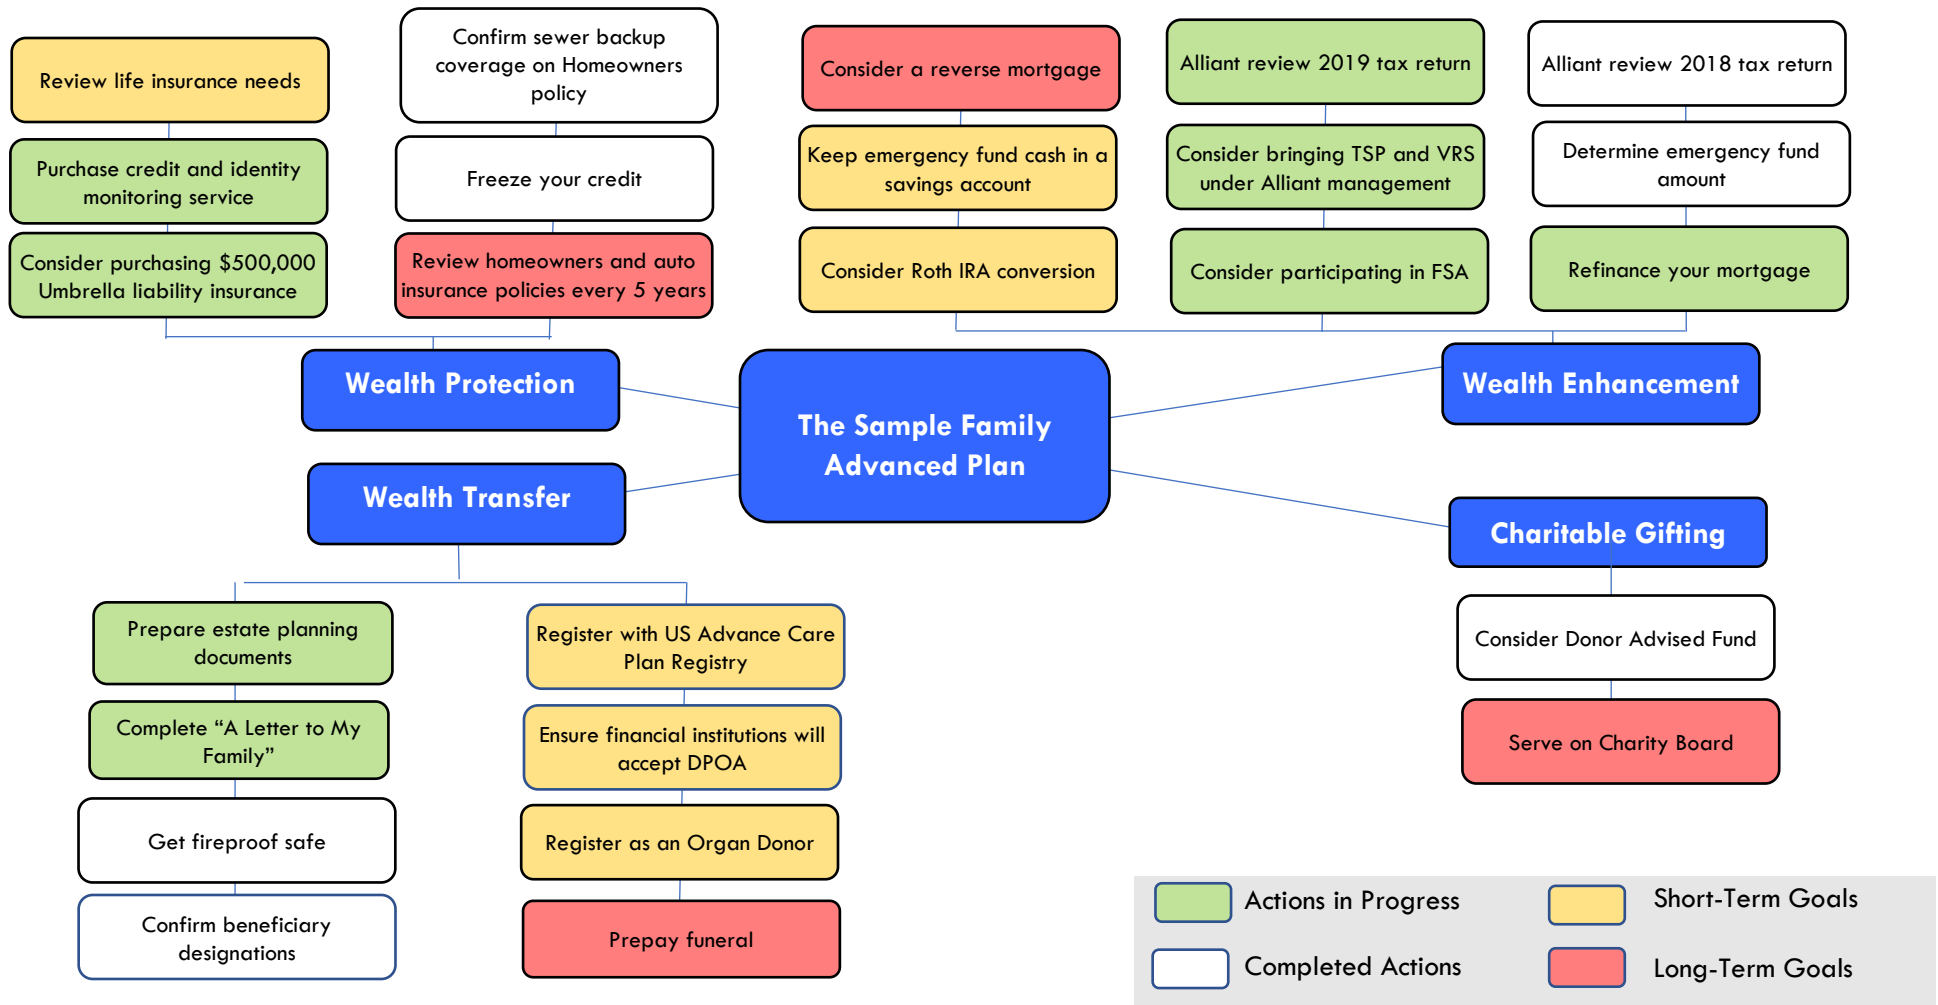 Review life insurance needs
Purchase credit and identity
monitoring service
Consider purchasing $500,000
Umbrella liability insurance
Confirm sewer backup
coverage on Homeowners
policy
Freeze your credit
Review homeowners and auto
insurance policies every 5 years
Consider a reverse mortgage
Keep emergency fund cash in a
savings account
Consider Roth IRA conversion
Alliant review 2019 tax return
Consider bringing TSP and VRS
under Alliant management
Consider participating in FSA
Alliant review 2018 tax return
Determine emergency fund
amount
Refinance your mortgage
Wealth Protection
The Sample Family
Advanced Plan
Wealth Enhancement
Wealth Transfer
Charitable Gifting
Prepare estate planning
documents
Complete “A Letter to My
Family”
Get fireproof safe
Confirm beneficiary
designations
Register with US Advance Care
Plan Registry
Ensure financial institutions will
accept DPOA
Register as an Organ Donor
Prepay funeral
Consider Donor Advised Fund
Serve on Charity Board
Actions in Progress
Short-Term Goals
Completed Actions
Long-Term Goals